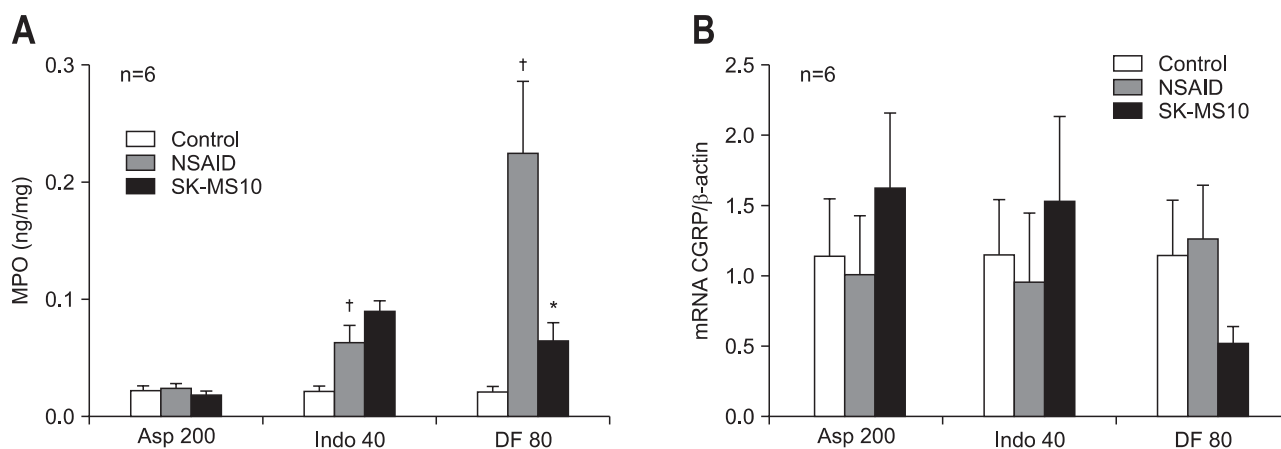 A
MPO (ng/mg)
0.3
0.2
0.1
0.0
n=6
Control
NSAID
SK-MS10
†
†
*
Asp 200
Indo 40
DF 80
B
mRNA CGRP/β-actin
2.5
2.0
1.5
1.0
0.5
0.0
n=6
Control
NSAID
SK-MS10
Asp 200
Indo 40
DF 80